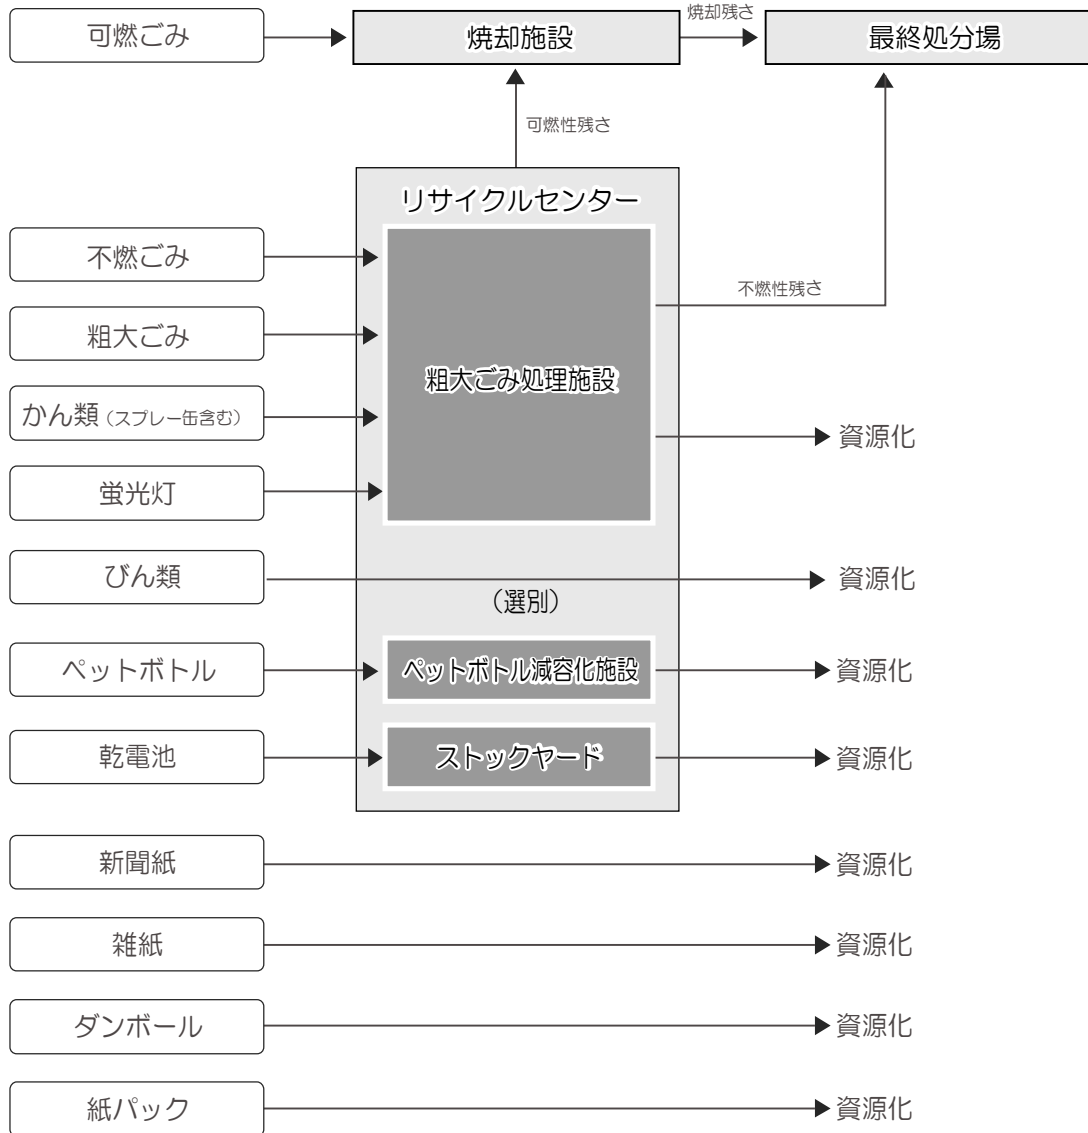 可燃ごみ
焼却施設
焼却残さ
最終処分場
可燃性残さ
リサイクルセンター
不燃ごみ
不燃性残さ
粗大ごみ
粗大ごみ処理施設
かん類（スプレー缶含む）
資源化
蛍光灯
びん類
資源化
（選別）
ペットボトル
ペットボトル減容化施設
資源化
乾電池
ストックヤード
資源化
新聞紙
資源化
雑紙
資源化
ダンボール
資源化
紙パック
資源化